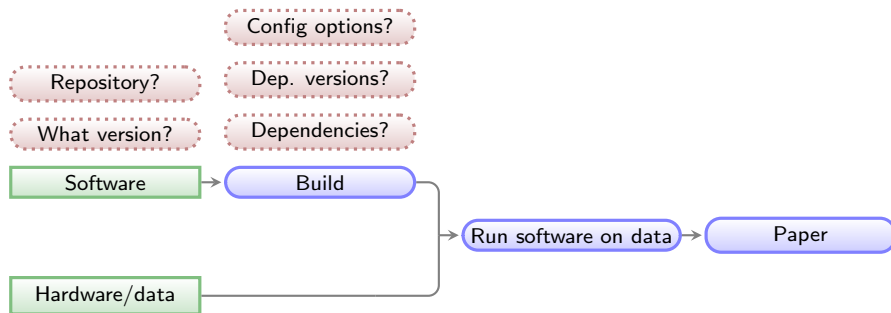 Config options?
Repository?
Dep. versions?
What version?
Dependencies?
Software
Build
Run software on data
Paper
Hardware/data